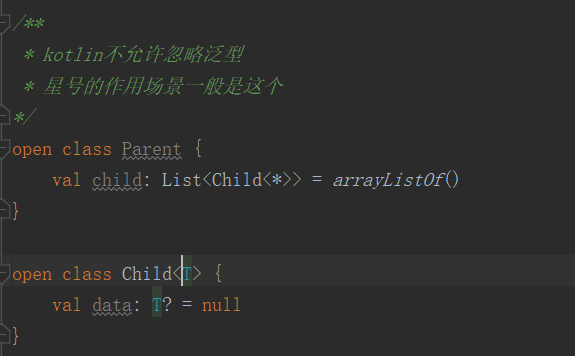 /**
 * kotlin不允许忽略泛型
 * 星号的作用场景一般是这个
*/
open class Parent {
    val child: List<Child<*>> = arrayListOf()
}
open class Child<T> {
    val data: T? = null
}